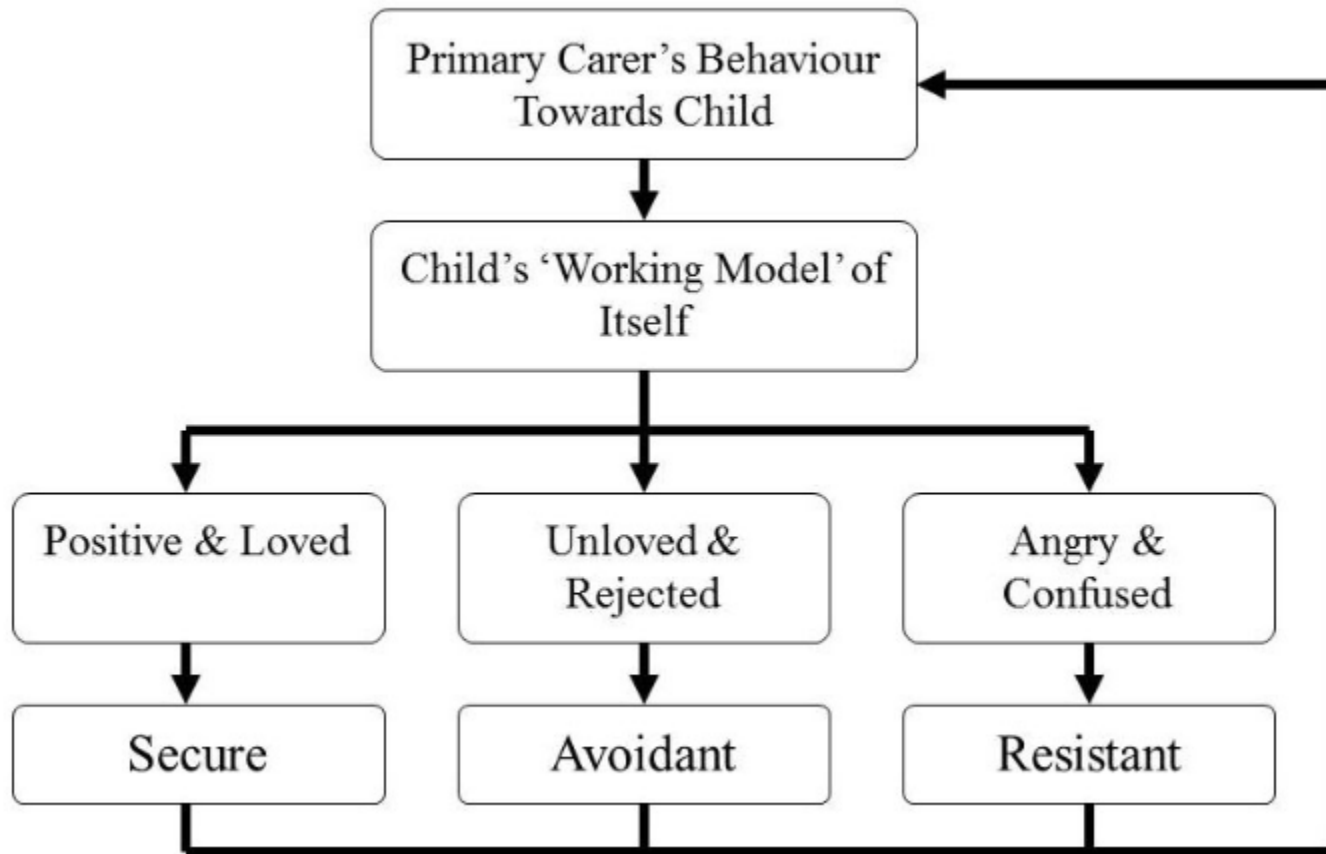 Primary Carer’s Behaviour
Towards Child
Child’s ‘Working Model’ of
Itself
Positive & Loved
Unloved &
Rejected
Angry &
Confused
Secure
Avoidant
Resistant